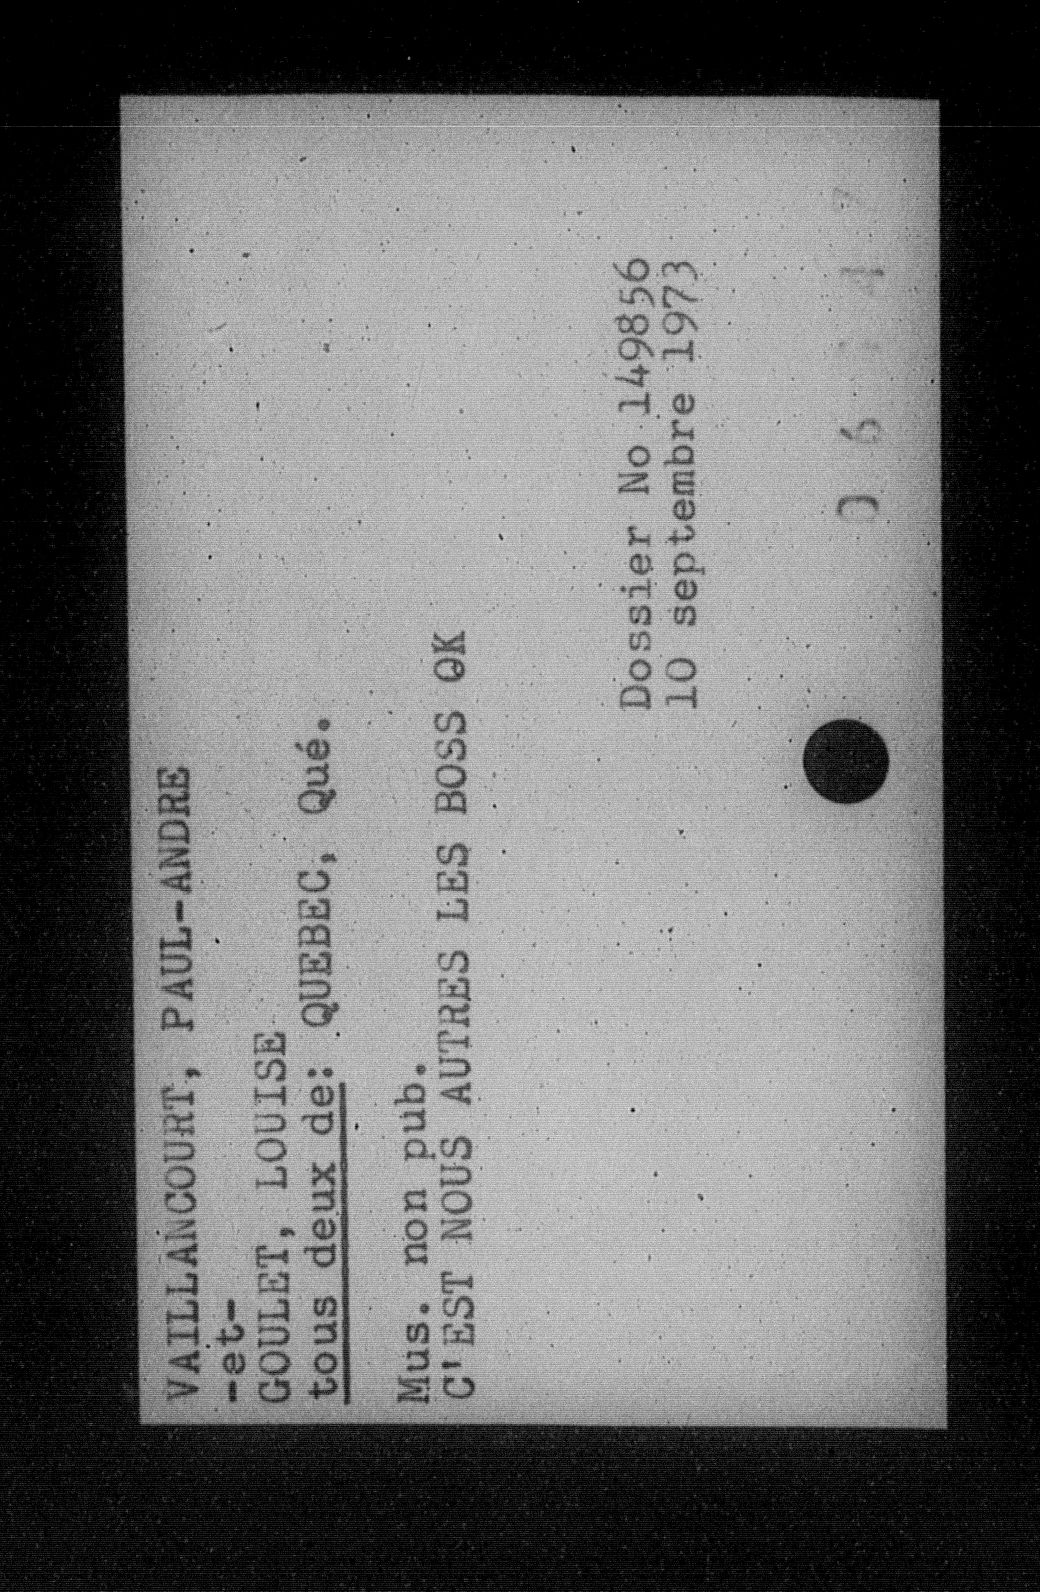 VAILLANCOURT, PAUL-ANDRE
-et-
GOULET, LOUISE
tous deux de: QUEBEC, Qué.
Mus. non pub.
C'EST NOUS AUTRES LES BOSS OK
Dossier No 149856
10 septembre 1973